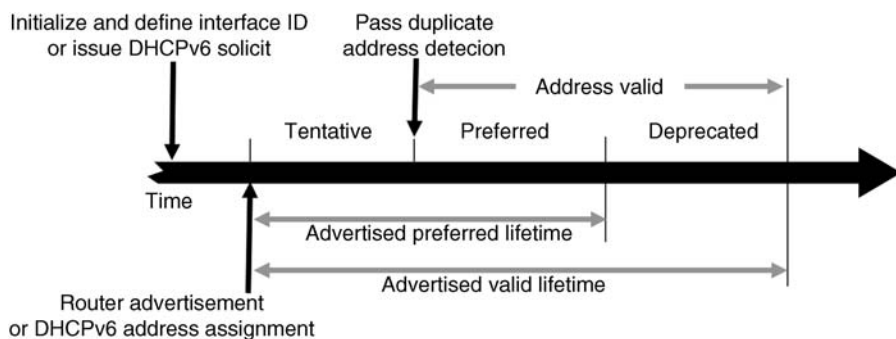 Initialize and define interface ID
or issue DHCPv6 solicit
Pass duplicate
address detecion
Address valid
Tentative
Preferred
Deprecated
Time
Advertised preferred lifetime
Advertised valid lifetime
Router advertisement
or DHCPv6 address assignment